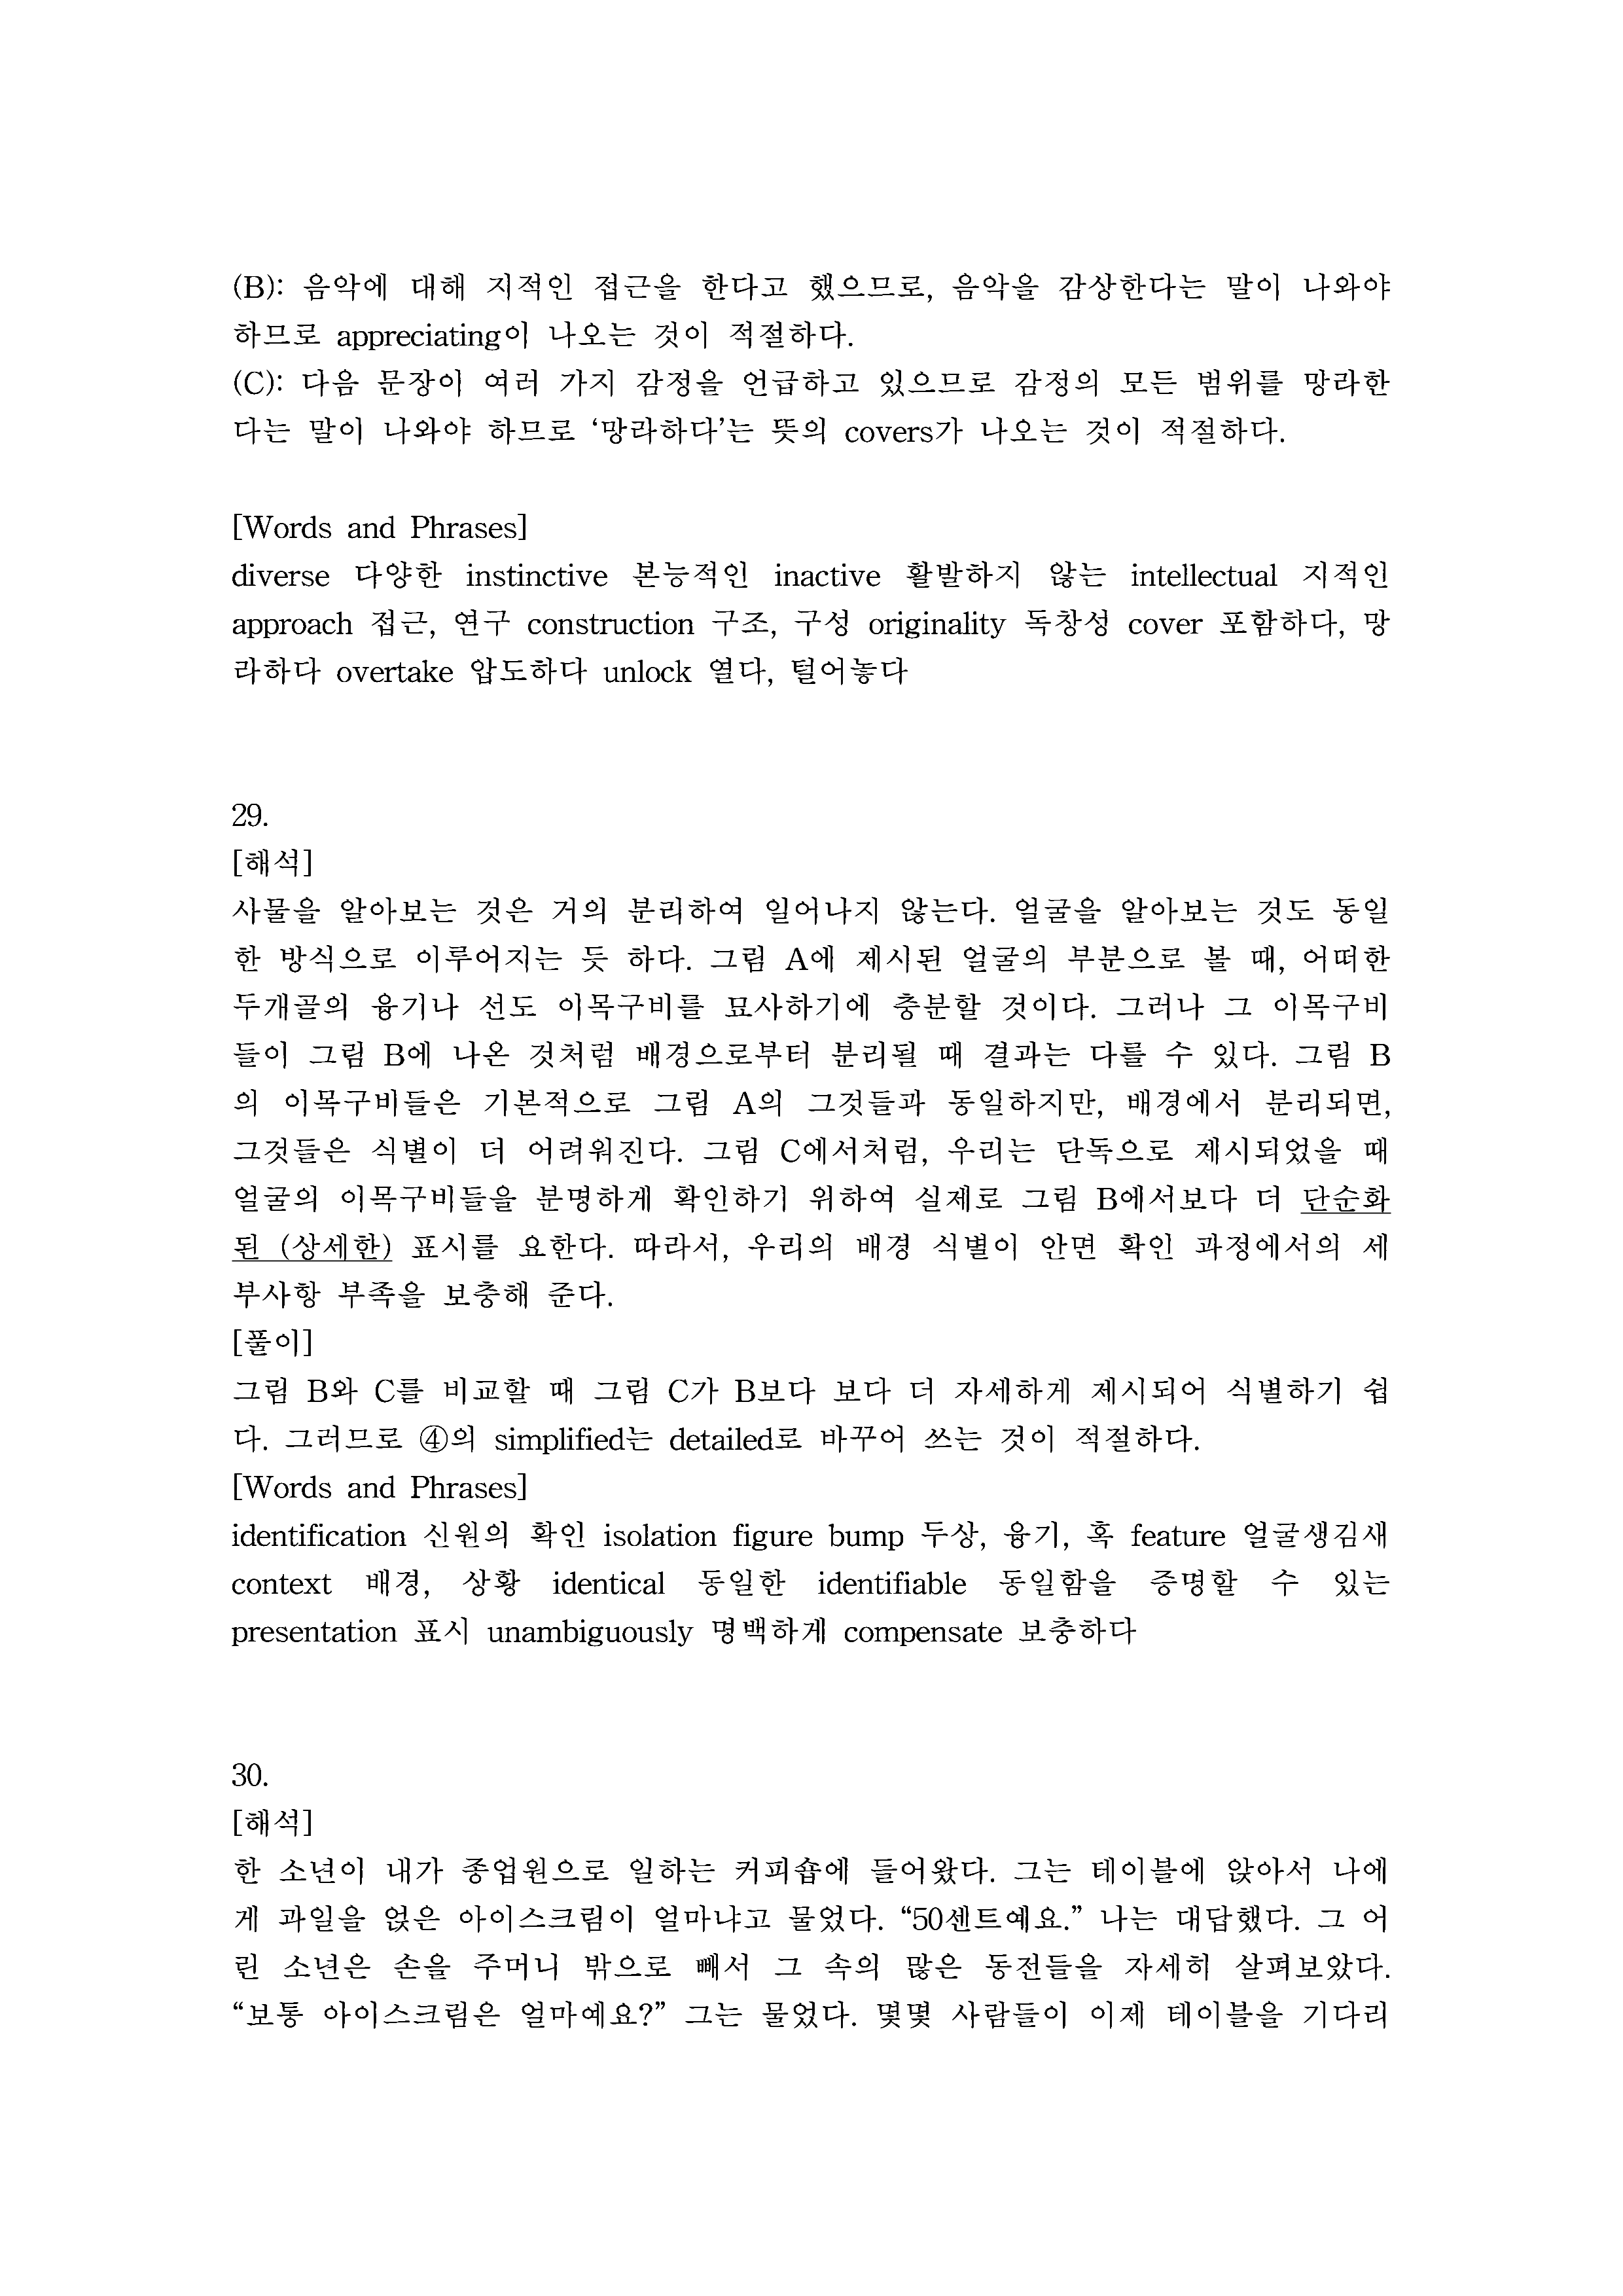 (B): 음악에 대해 지적인 접근을 한다고 했으므로, 음악을 감상한다는 말이 나와야
하므로 appreciating이 나오는 것이 적절하다.
(C): 다음 문장이 여러 가지 감정을 언급하고 있으므로 감정의 모든 범위를 망라한
다는 말이 나와야 하므로 ‘망라하다’는 뜻의 covers가 나오는 것이 적절하다.
[Words and Phrases]
diverse 다양한 instinctive 본능적인 inactive 활발하지 않는 intellectual 지적인
approach 접근, 연구 construction 구조, 구성 originality 독창성 cover 포함하다, 망
라하다 overtake 압도하다 unlock 열다, 털어놓다
29.
[해석]
사물을 알아보는 것은 거의 분리하여 일어나지 않는다. 얼굴을 알아보는 것도 동일
한 방식으로 이루어지는 듯 하다. 그림 A에 제시된 얼굴의 부분으로 볼 때, 어떠한
두개골의 융기나 선도 이목구비를 묘사하기에 충분할 것이다. 그러나 그 이목구비
들이 그림 B에 나온 것처럼 배경으로부터 분리될 때 결과는 다를 수 있다. 그림 B
의 이목구비들은 기본적으로 그림 A의 그것들과 동일하지만, 배경에서 분리되면,
그것들은 식별이 더 어려워진다. 그림 C에서처럼, 우리는 단독으로 제시되었을 때
얼굴의 이목구비들을 분명하게 확인하기 위하여 실제로 그림 B에서보다 더 단순화
된 (상세한) 표시를 요한다. 따라서, 우리의 배경 식별이 안면 확인 과정에서의 세
부사항 부족을 보충해 준다.
[풀이]
그림 B와 C를 비교할 때 그림 C가 B보다 보다 더 자세하게 제시되어 식별하기 쉽
다. 그러므로 ④의 simplified는 detailed로 바꾸어 쓰는 것이 적절하다.
[Words and Phrases]
identification 신원의 확인 isolation figure bump 두상, 융기, 혹 feature 얼굴생김새
context 배경, 상황 identical 동일한 identifiable 동일함을 증명할 수 있는
presentation 표시 unambiguously 명백하게 compensate 보충하다
30.
[해석]
한 소년이 내가 종업원으로 일하는 커피숍에 들어왔다. 그는 테이블에 앉아서 나에
게 과일을 얹은 아이스크림이 얼마냐고 물었다. “50센트예요.” 나는 대답했다. 그 어
린 소년은 손을 주머니 밖으로 빼서 그 속의 많은 동전들을 자세히 살펴보았다.
“보통 아이스크림은 얼마예요?” 그는 물었다. 몇몇 사람들이 이제 테이블을 기다리